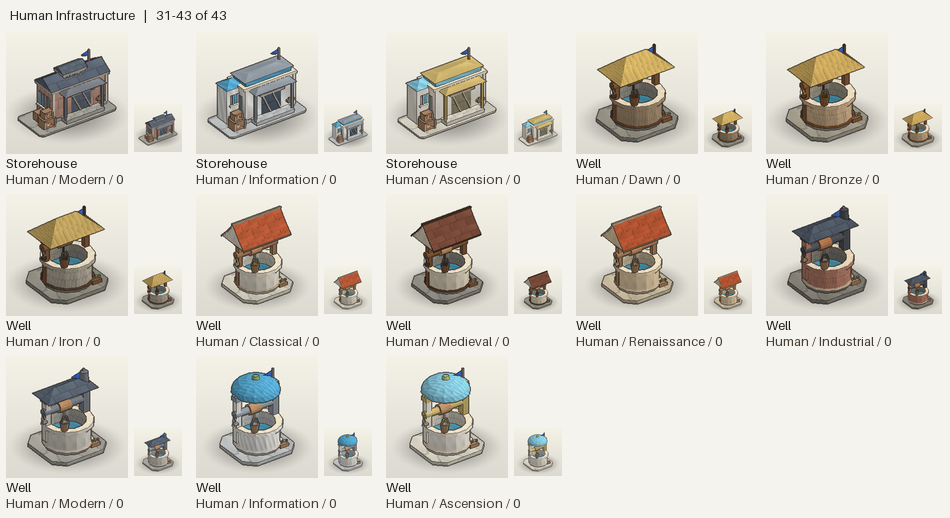 Human Infrastructure | 31-43 of 43
Storehouse
Human / Modern / 0
Storehouse
Human / Information / 0
Storehouse
Human / Ascension / 0
Well
Human / Dawn / 0
Well
Human / Bronze / 0
Well
Human / Iron / 0
Well
Human / Classical / 0
Well
Human / Medieval / 0
Well
Human / Renaissance / 0
Well
Human / Industrial / 0
Well
Human / Modern / 0
Well
Human / Information / 0
Well
Human / Ascension / 0